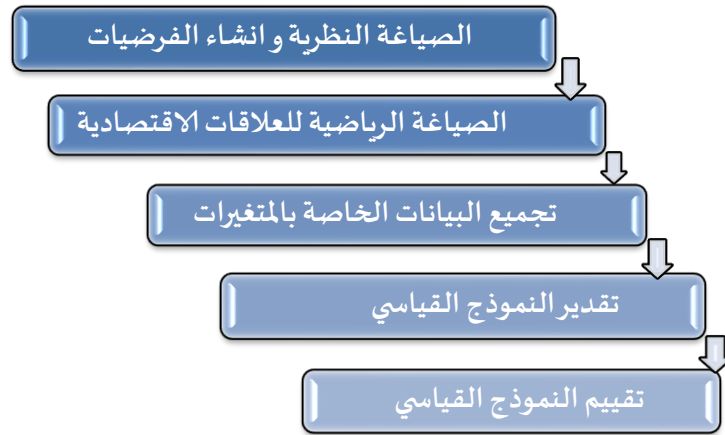 الصياغة النظرية و انشاء الفرضيات
الصياغة الرياضية للعلاقات الاقتصادية
تجميع البيانات الخاصة بالمتغيرات
تقدير النموذج القياسي
تقييم النموذج القياسي